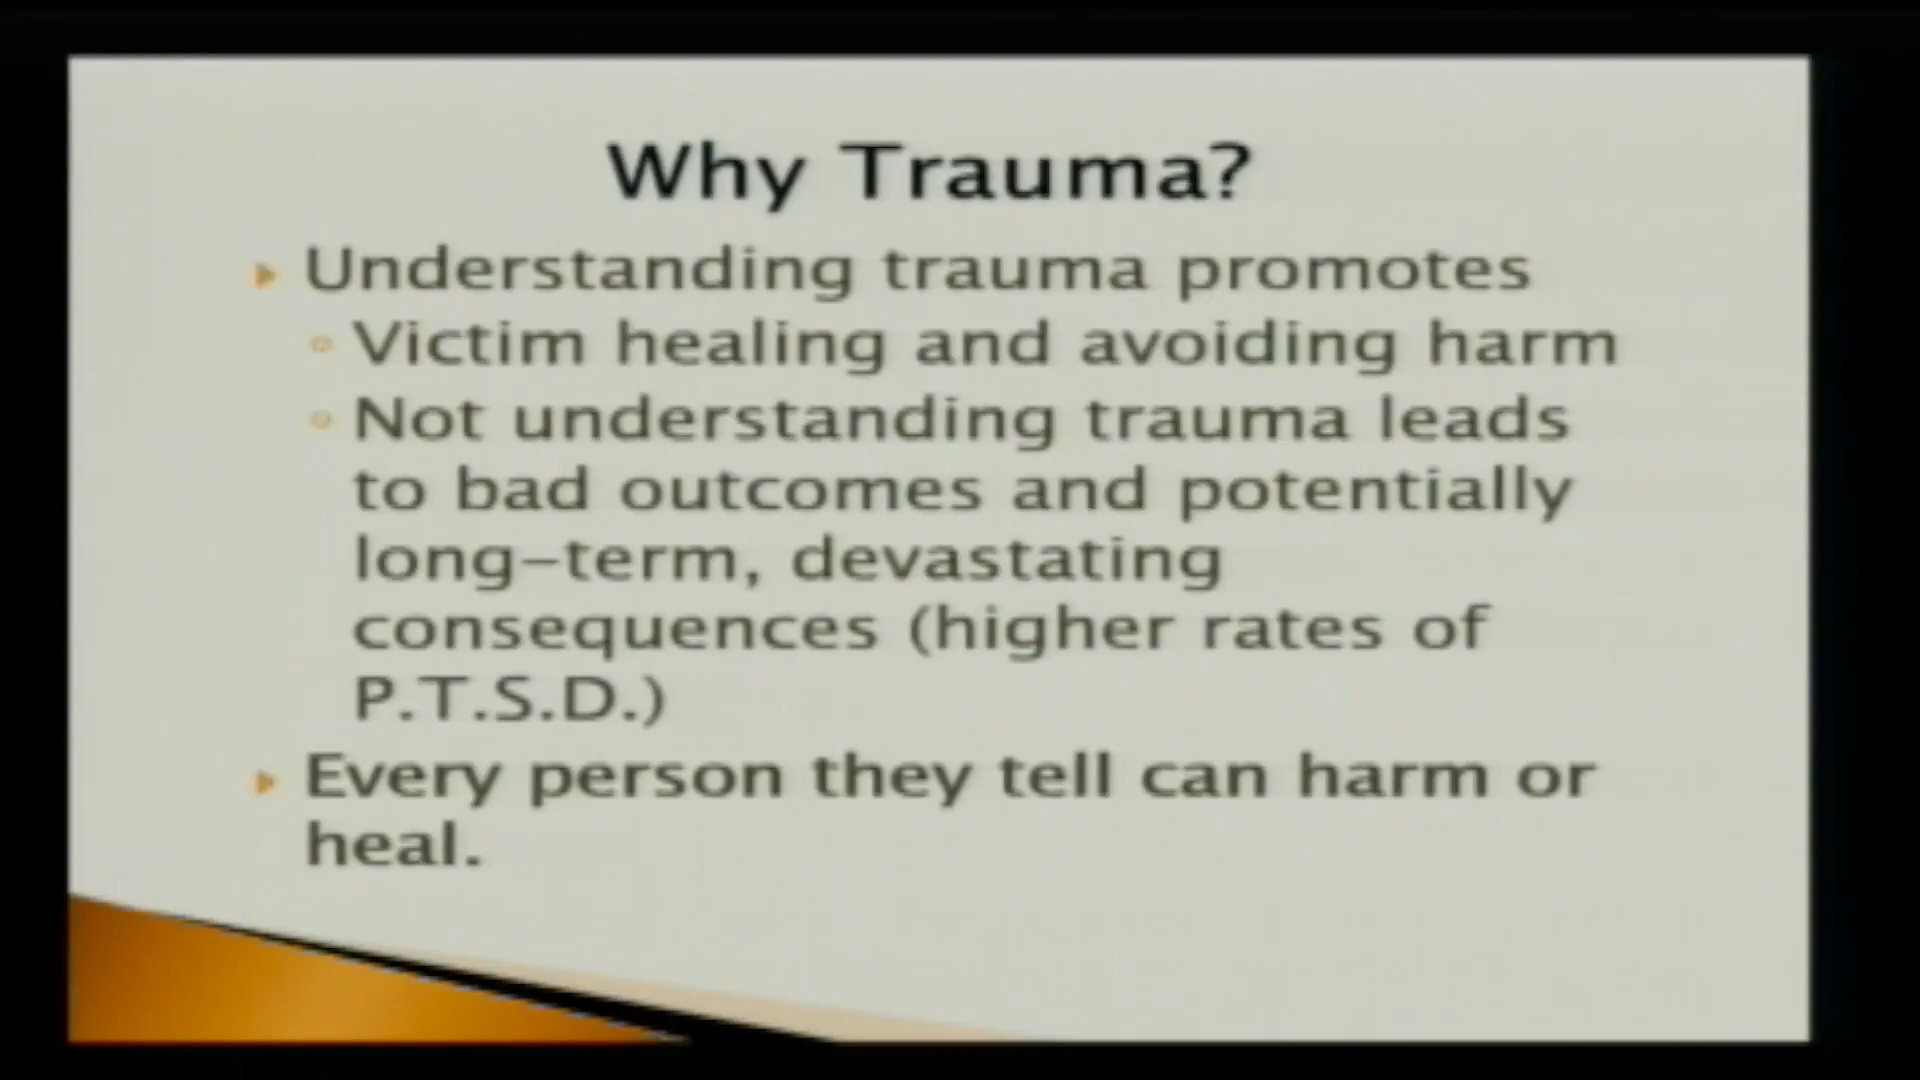 Why Trauma?
Understanding trauma promotes
Victim healing and avoiding harm
Not understanding trauma leads
to bad outcomes and potentially
long-term, devastating
consequences (higher rates of
P.T.S.D.)
Every person they tell can harm or
heal.